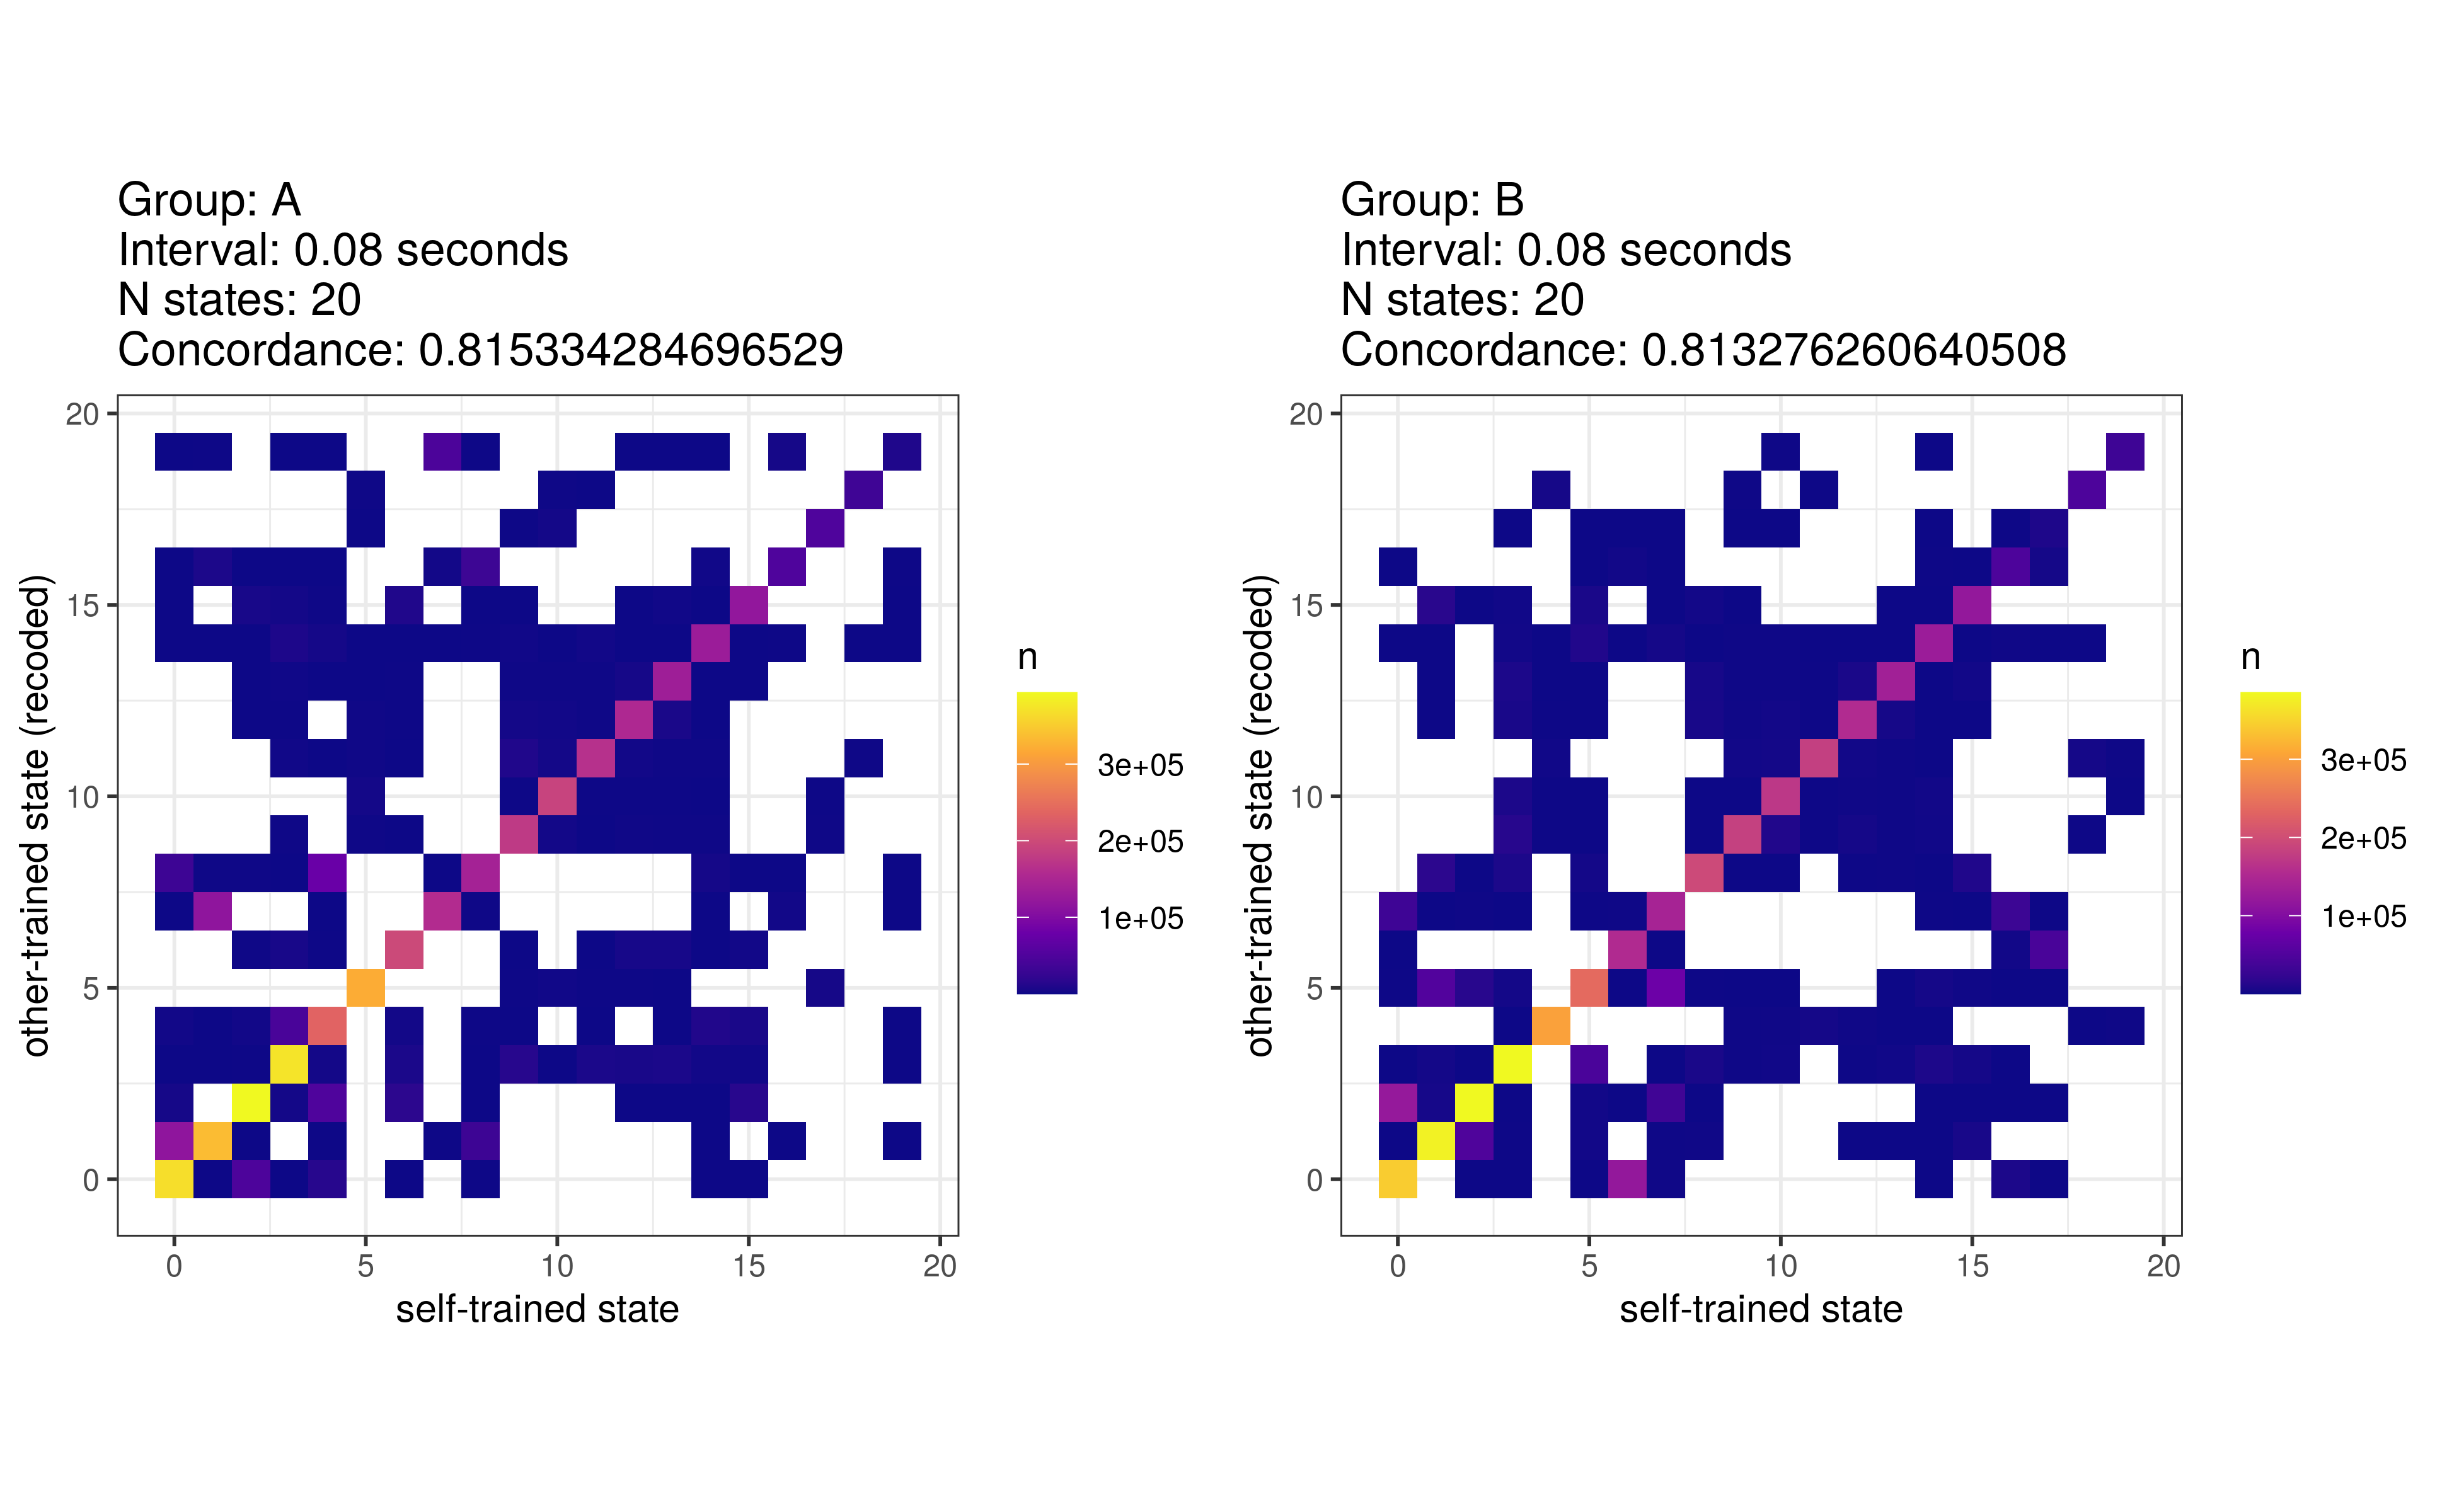 Group: A
Interval: 0.08 seconds
N states: 20
Concordance: 0.815334284696529
20
15
10
5
0
other-trained state (recoded)
0 5 10 15 20
self-trained state
n
3e+05
2e+05
1e+05
Group: B
Interval: 0.08 seconds
N states: 20
Concordance: 0.813276260640508
20
15
10
5
0
other-trained state (recoded)
0 5 10 15 20
self-trained state
n
3e+05
2e+05
1e+05